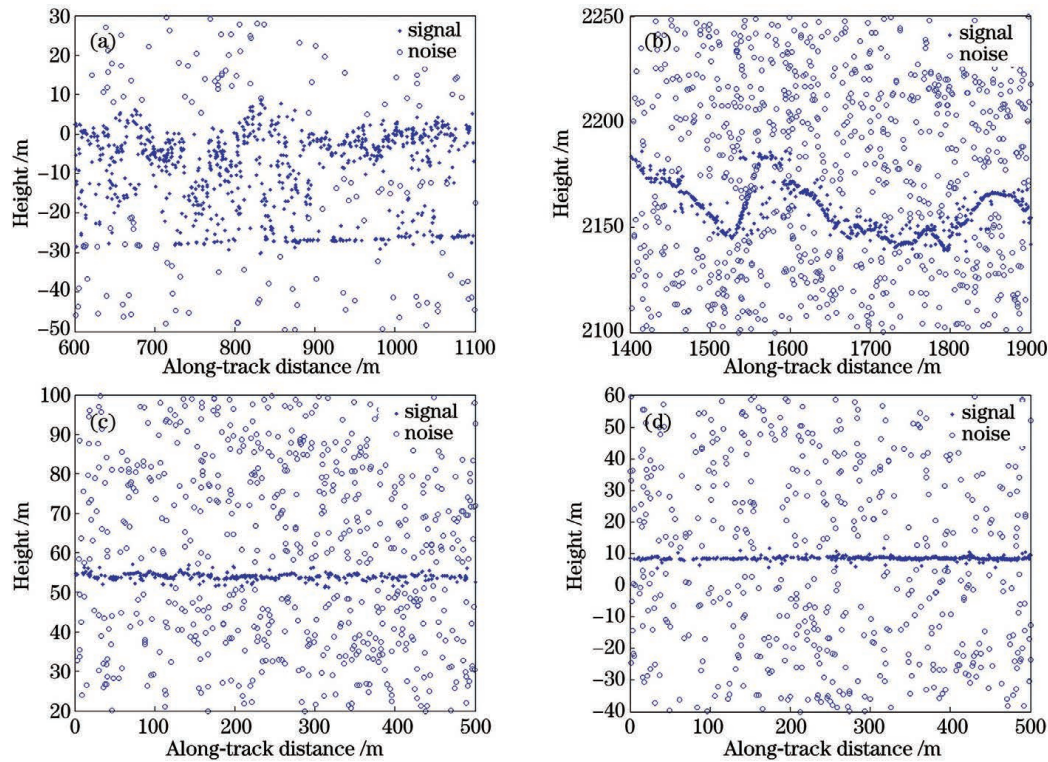 (a)
signal
noise
30
20
10
0
−10
−20
−30
−40
−50
Height /m
600 700 800 900 1000 1100
Along-track distance /m
(b)
signal
noise
2250
2200
2150
2100
Height /m
1400 1500 1600 1700 1800 1900
Along-track distance /m
(c)
signal
noise
100
90
80
70
60
50
40
30
20
Height /m
0 100 200 300 400 500
Along-track distance /m
(d)
signal
noise
60
50
40
30
20
10
0
−10
−20
−30
−40
Height /m
0 100 200 300 400 500
Along-track distance /m